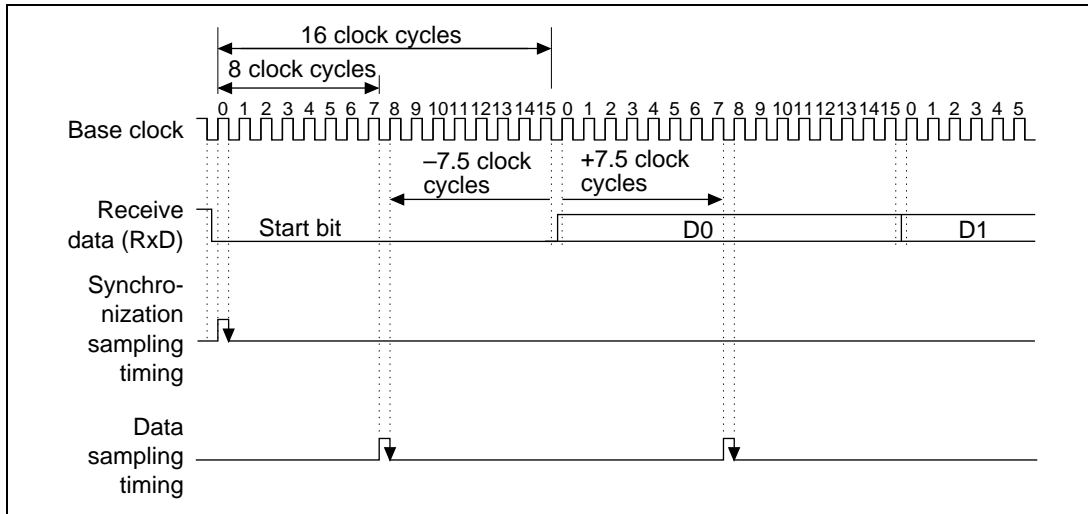 16 clock cycles
8 clock cycles
0 1 2 3 4 5 6 7 8 9 10 11 12 13 14 15 0 1 2 3 4 5 6 7 8 9 10 11 12 13 14 15 0 1 2 3 4 5
Base clock
–7.5 clock
cycles
+7.5 clock
cycles
Receive
data (RxD)
Start bit
D0
D1
Synchro-
nization
sampling
timing
Data
sampling
timing